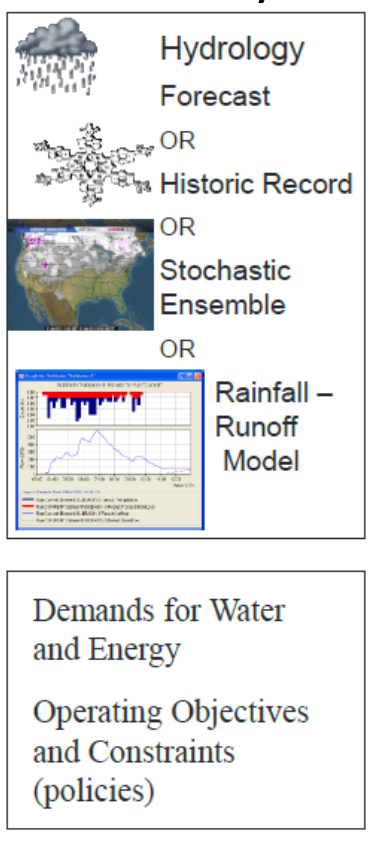 Hydrology
Forecast
OR
Historic Record
OR
Stochastic
Ensemble
OR
Rainfall –
Runoff
Model
Demands for Water
and Energy
Operating Objectives
and Constraints
(policies)